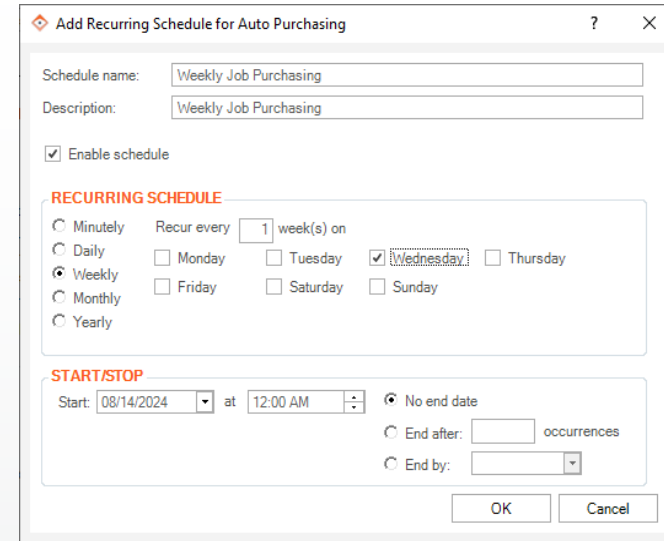 Add Recurring Schedule for Auto Purchasing ? ×
Schedule name: Weekly Job Purchasing
Description: Weekly Job Purchasing
Enable schedule
RECURRING SCHEDULE
Minutely Recur every 1 week(s) on
Daily Monday Tuesday Wednesday Thursday
Weekly
Friday Saturday Sunday
Monthly
Yearly
START/STOP
Start: 08/14/2024 at 12:00 AM No end date
End after: occurrences
End by:
OK Cancel